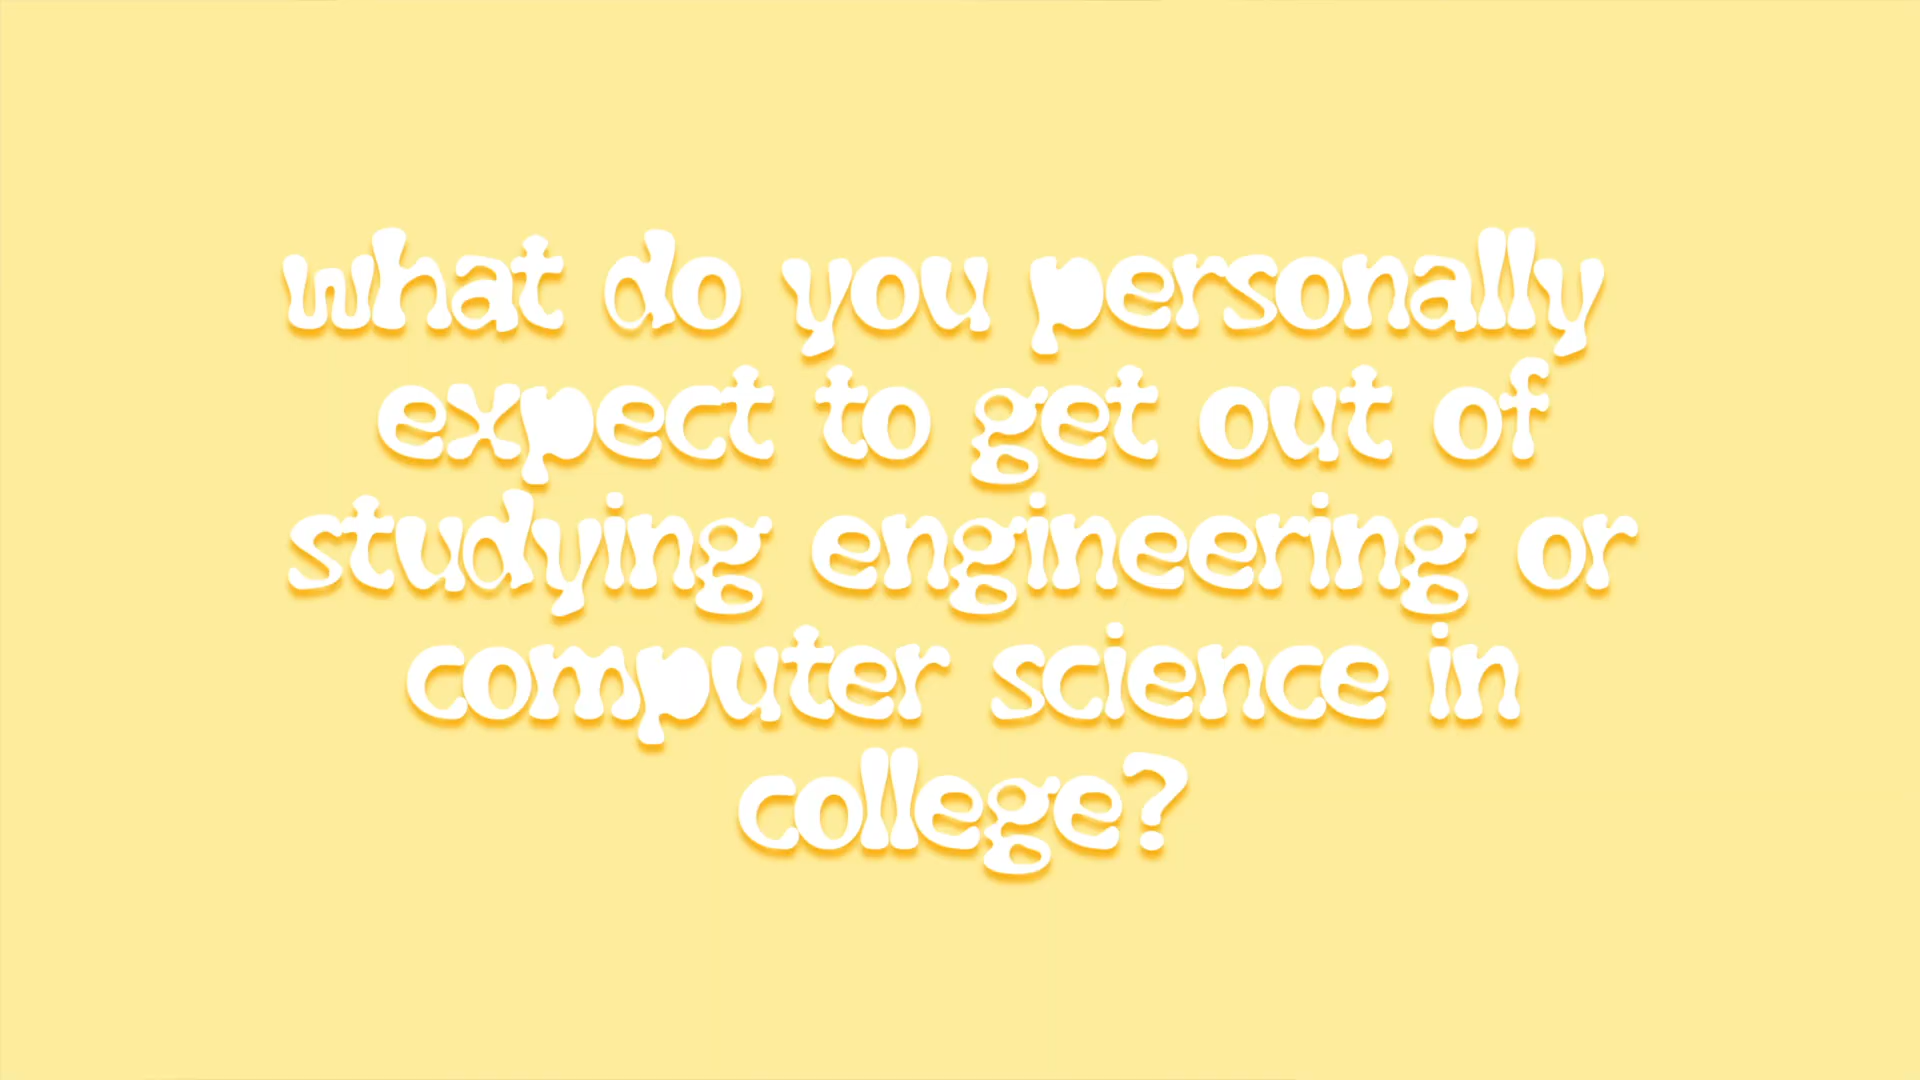 what do you personally
expect to get out of
studying engineering or
computer science in
college?